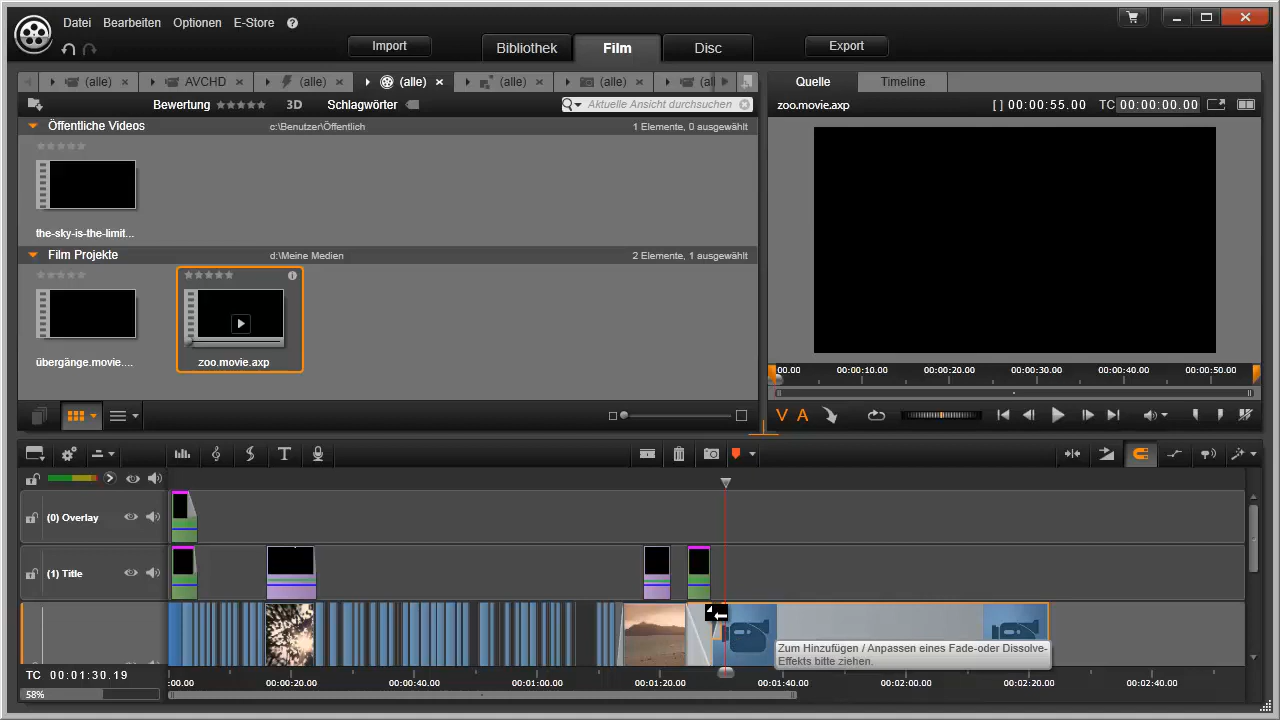 Datei Bearbeiten Optionen E-Store ?
Import Bibliothek Film Disc Export
(alle) × AVCHD × (alle) × (alle) × (alle) × (alle) ×
Bewertung 3D Schlagwörter Aktuelle Ansicht durchsuchen
Öffentliche Videos c:\Benutzer\Öffentlich 1 Elemente, 0 ausgewählt
the-sky-is-the-limit...
Film Projekte d:\Meine Medien 2 Elemente, 1 ausgewählt
übergänge.movie....
zoo.movie.axp
Quelle Timeline
zoo.movie.axp [ ] 00:00:55.00 TC 00:00:00.00
00.00 00:00:10.00 00:00:20.00 00:00:30.00 00:00:40.00 00:00:50.00
V A
(0) Overlay
(1) Title
Zum Hinzufügen / Anpassen eines Fade-oder Dissolve-
Effekts bitte ziehen.
TC 00:01:30.19
58%
:00.00 00:00:20.00 00:00:40.00 00:01:00.00 00:01:20.00 00:01:40.00 00:02:00.00 00:02:20.00 00:02:40.00